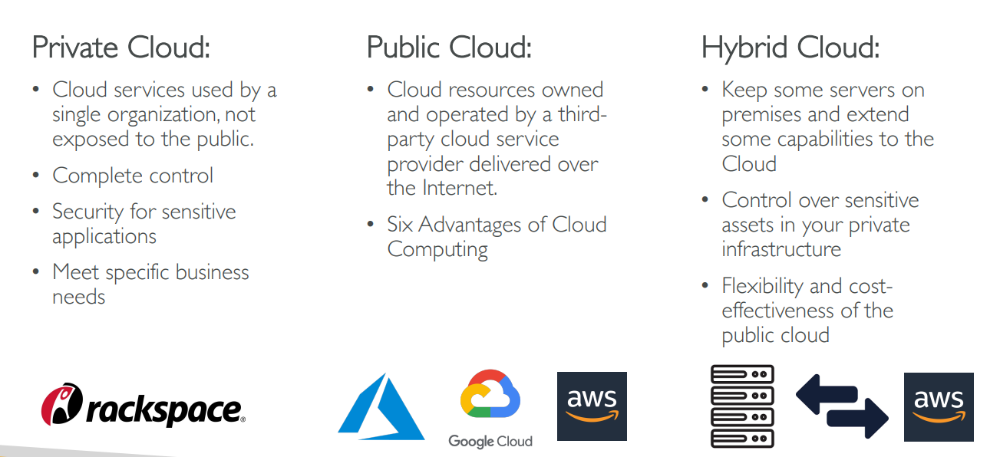 Private Cloud:
• Cloud services used by a
single organization, not
exposed to the public.
• Complete control
• Security for sensitive
applications
• Meet specific business
needs
rackspace®
Public Cloud:
• Cloud resources owned
and operated by a third-
party cloud service
provider delivered over
the Internet.
• Six Advantages of Cloud
Computing
Google Cloud
aws
Hybrid Cloud:
• Keep some servers on
premises and extend
some capabilities to the
Cloud
• Control over sensitive
assets in your private
infrastructure
• Flexibility and cost-
effectiveness of the
public cloud
aws